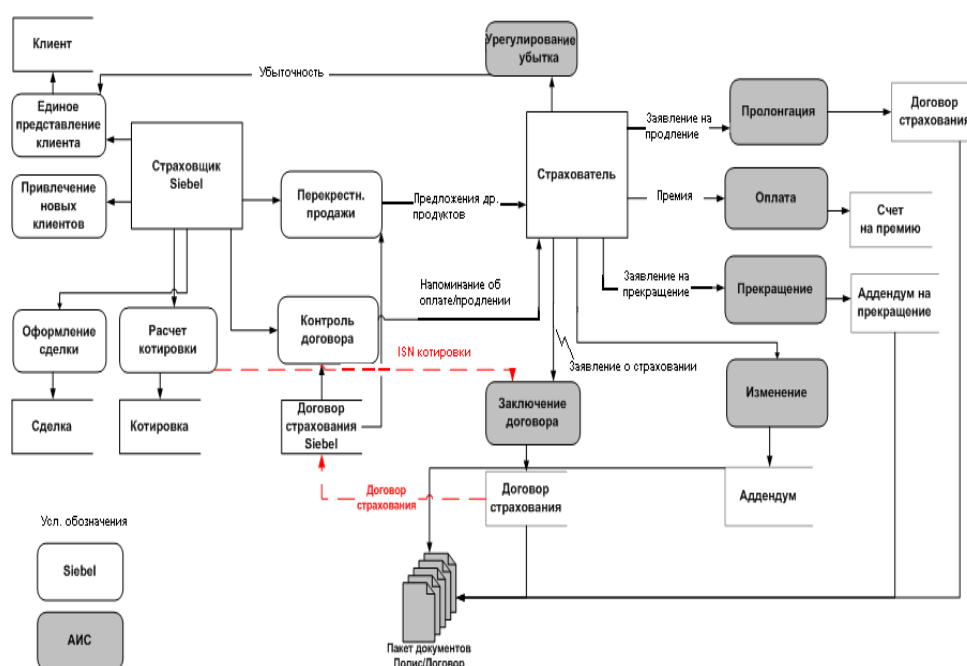 Клиент
Урегулирование
убытка
Убыточность
Единое
представление
клиента
Заявление на
продление
Пролонгация
Договор
страхования
Страховщик
Siebel
Страхователь
Привлечение
новых
клиентов
Перекрестн.
продажи
Предложения др.
продуктов
Премия
Оплата
Счет
на премию
Напоминание об
оплате/продлении
Заявление на
прекращение
Прекращение
Аддендум на
прекращение
Оформление
сделки
Расчет
котировки
Контроль
договора
ISN котировки
Заявление о страховании
Сделка
Котировка
Договор
страхования
Siebel
Заключение
договора
Изменение
Договор
страхования
Договор
страхования
Аддендум
Усл. обозначения
Siebel
АИС
Пакет документов
Полис/Договор